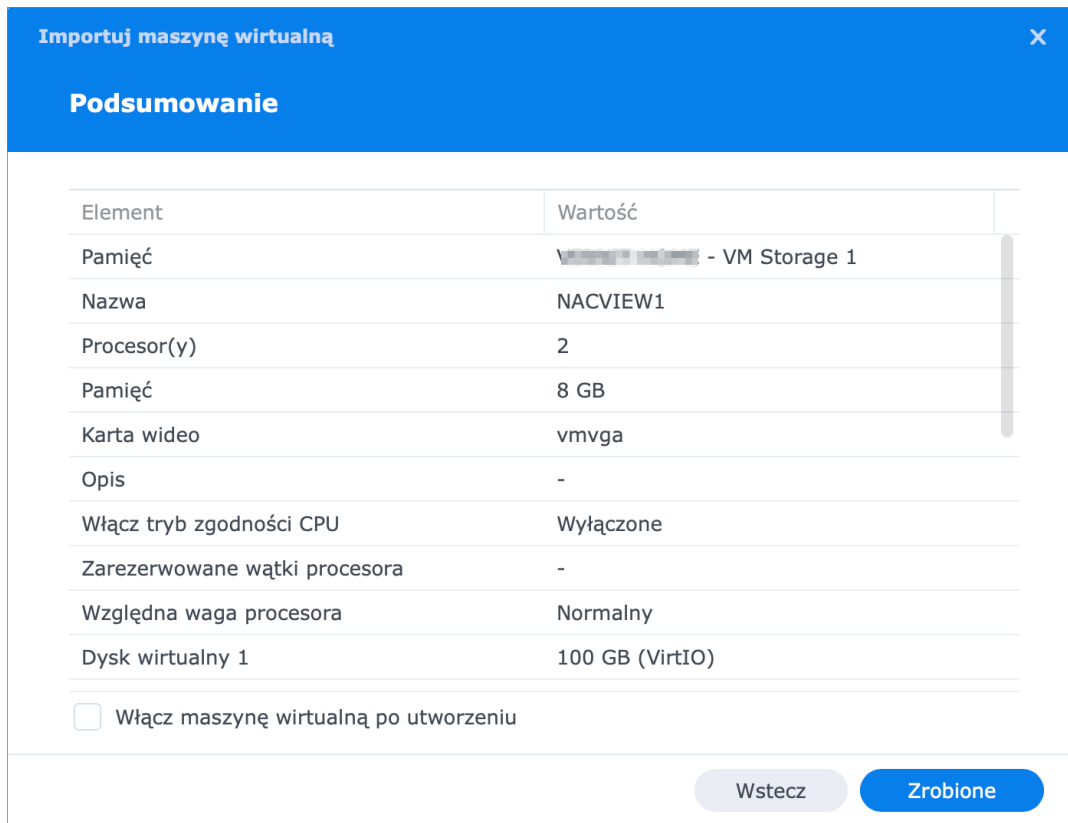 Importuj maszynę wirtualną
Podsumowanie
Element Wartość
Pamięć - VM Storage 1
Nazwa NACVIEW1
Procesor(y) 2
Pamięć 8 GB
Karta wideo vmvga
Opis -
Włącz tryb zgodności CPU Wyłączone
Zarezerwowane wątki procesora -
Względna waga procesora Normalny
Dysk wirtualny 1 100 GB (VirtIO)
Włącz maszynę wirtualną po utworzeniu
Wstecz Zrobione